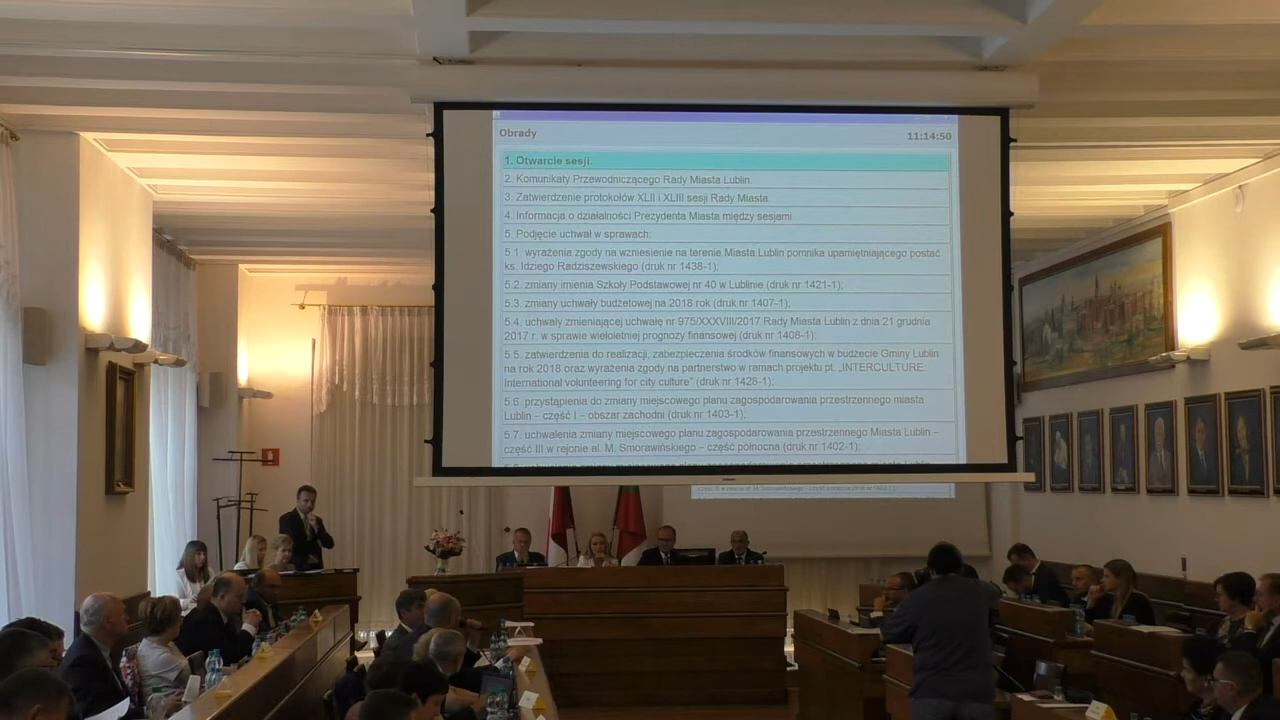 Obrady
11:14:50
1. Otwarcie sesji.
2. Komunikaty Przewodniczącego Rady Miasta Lublin.
3. Zatwierdzenie protokołów XLII i XLIII sesji Rady Miasta.
4. Informacja o działalności Prezydenta Miasta między sesjami.
5. Podjęcie uchwał w sprawach:
5.1. wyrażenia zgody na wzniesienie na terenie Miasta Lublin pomnika upamiętniającego postać
ks. Idziego Radziszewskiego (druk nr 1438-1);
5.2. zmiany imienia Szkoły Podstawowej nr 40 w Lublinie (druk nr 1421-1);
5.3. zmiany uchwały budżetowej na 2018 rok (druk nr 1407-1);
5.4. uchwały zmieniającej uchwałę nr 975/XXXVIII/2017 Rady Miasta Lublin z dnia 21 grudnia
2017 r. w sprawie wieloletniej prognozy finansowej (druk nr 1408-1);
5.5. zatwierdzenia do realizacji, zabezpieczenia środków finansowych w budżecie Gminy Lublin
na rok 2018 oraz wyrażenia zgody na partnerstwo w ramach projektu pt. „INTERCULTURE:
International volunteering for city culture” (druk nr 1428-1);
5.6. przystąpienia do zmiany miejscowego planu zagospodarowania przestrzennego miasta
Lublin – część I – obszar zachodni (druk nr 1403-1);
5.7. uchwalenia zmiany miejscowego planu zagospodarowania przestrzennego Miasta Lublin –
część III w rejonie al. M. Smorawińskiego – część północna (druk nr 1402-1);